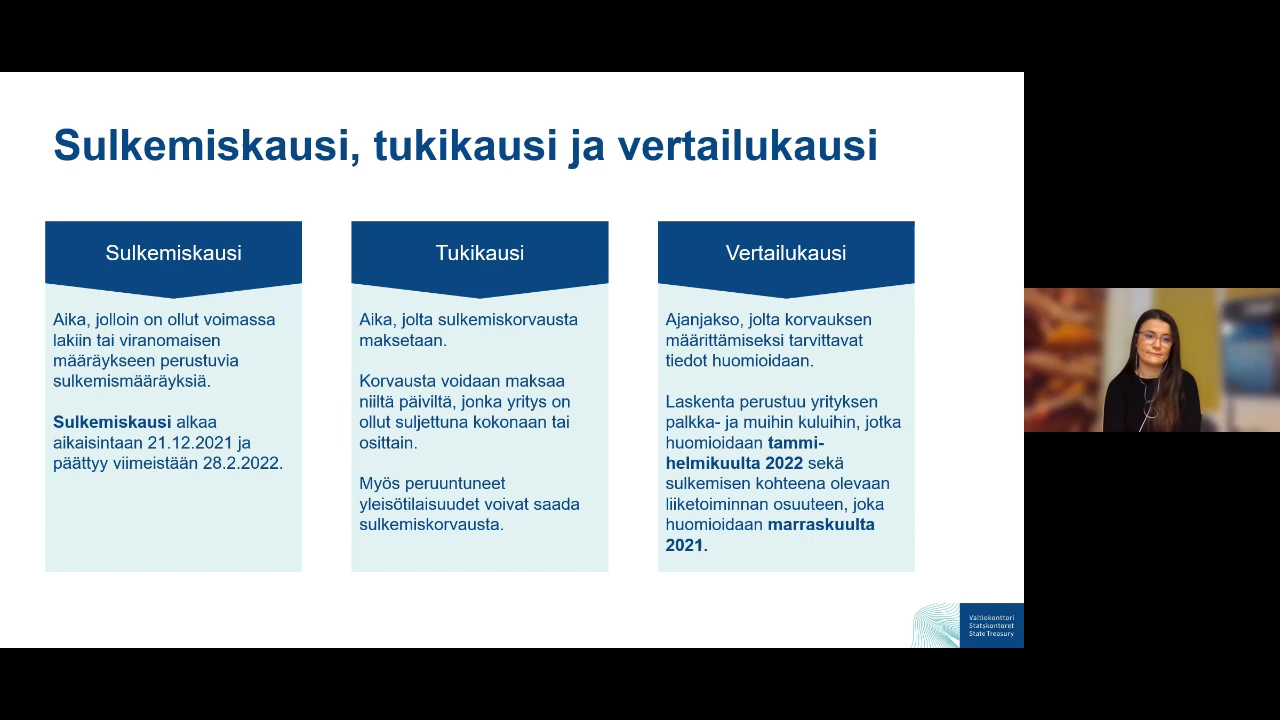 Sulkemiskausi, tukikausi ja vertailukausi
Sulkemiskausi
Aika, jolloin on ollut voimassa
lakiin tai viranomaisen
määräykseen perustuvia
sulkemismääräyksiä.
Sulkemiskausi alkaa
aikaisintaan 21.12.2021 ja
päättyy viimeistään 28.2.2022.
Tukikausi
Aika, jolta sulkemiskorvausta
maksetaan.
Korvausta voidaan maksaa
niiltä päiviltä, jonka yritys on
ollut suljettuna kokonaan tai
osittain.
Myös peruuntuneet
yleisötilaisuudet voivat saada
sulkemiskorvausta.
Vertailukausi
Ajanjakso, jolta korvauksen
määrittämiseksi tarvittavat
tiedot huomioidaan.
Laskenta perustuu yrityksen
palkka- ja muihin kuluihin, jotka
huomioidaan tammi-
helmikuulta 2022 sekä
sulkemisen kohteena olevaan
liiketoiminnan osuuteen, joka
huomioidaan marraskuulta
2021.
Valtiokonttori
Statskontoret
State Treasury